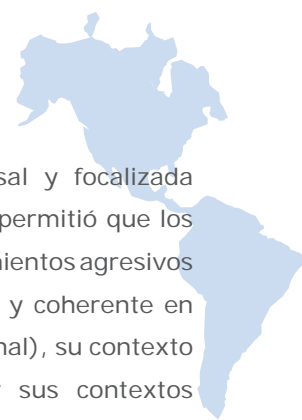 sal y focalizada
permitió que los
mientos agresivos
y coherente en
nal), su contexto
sus contextos